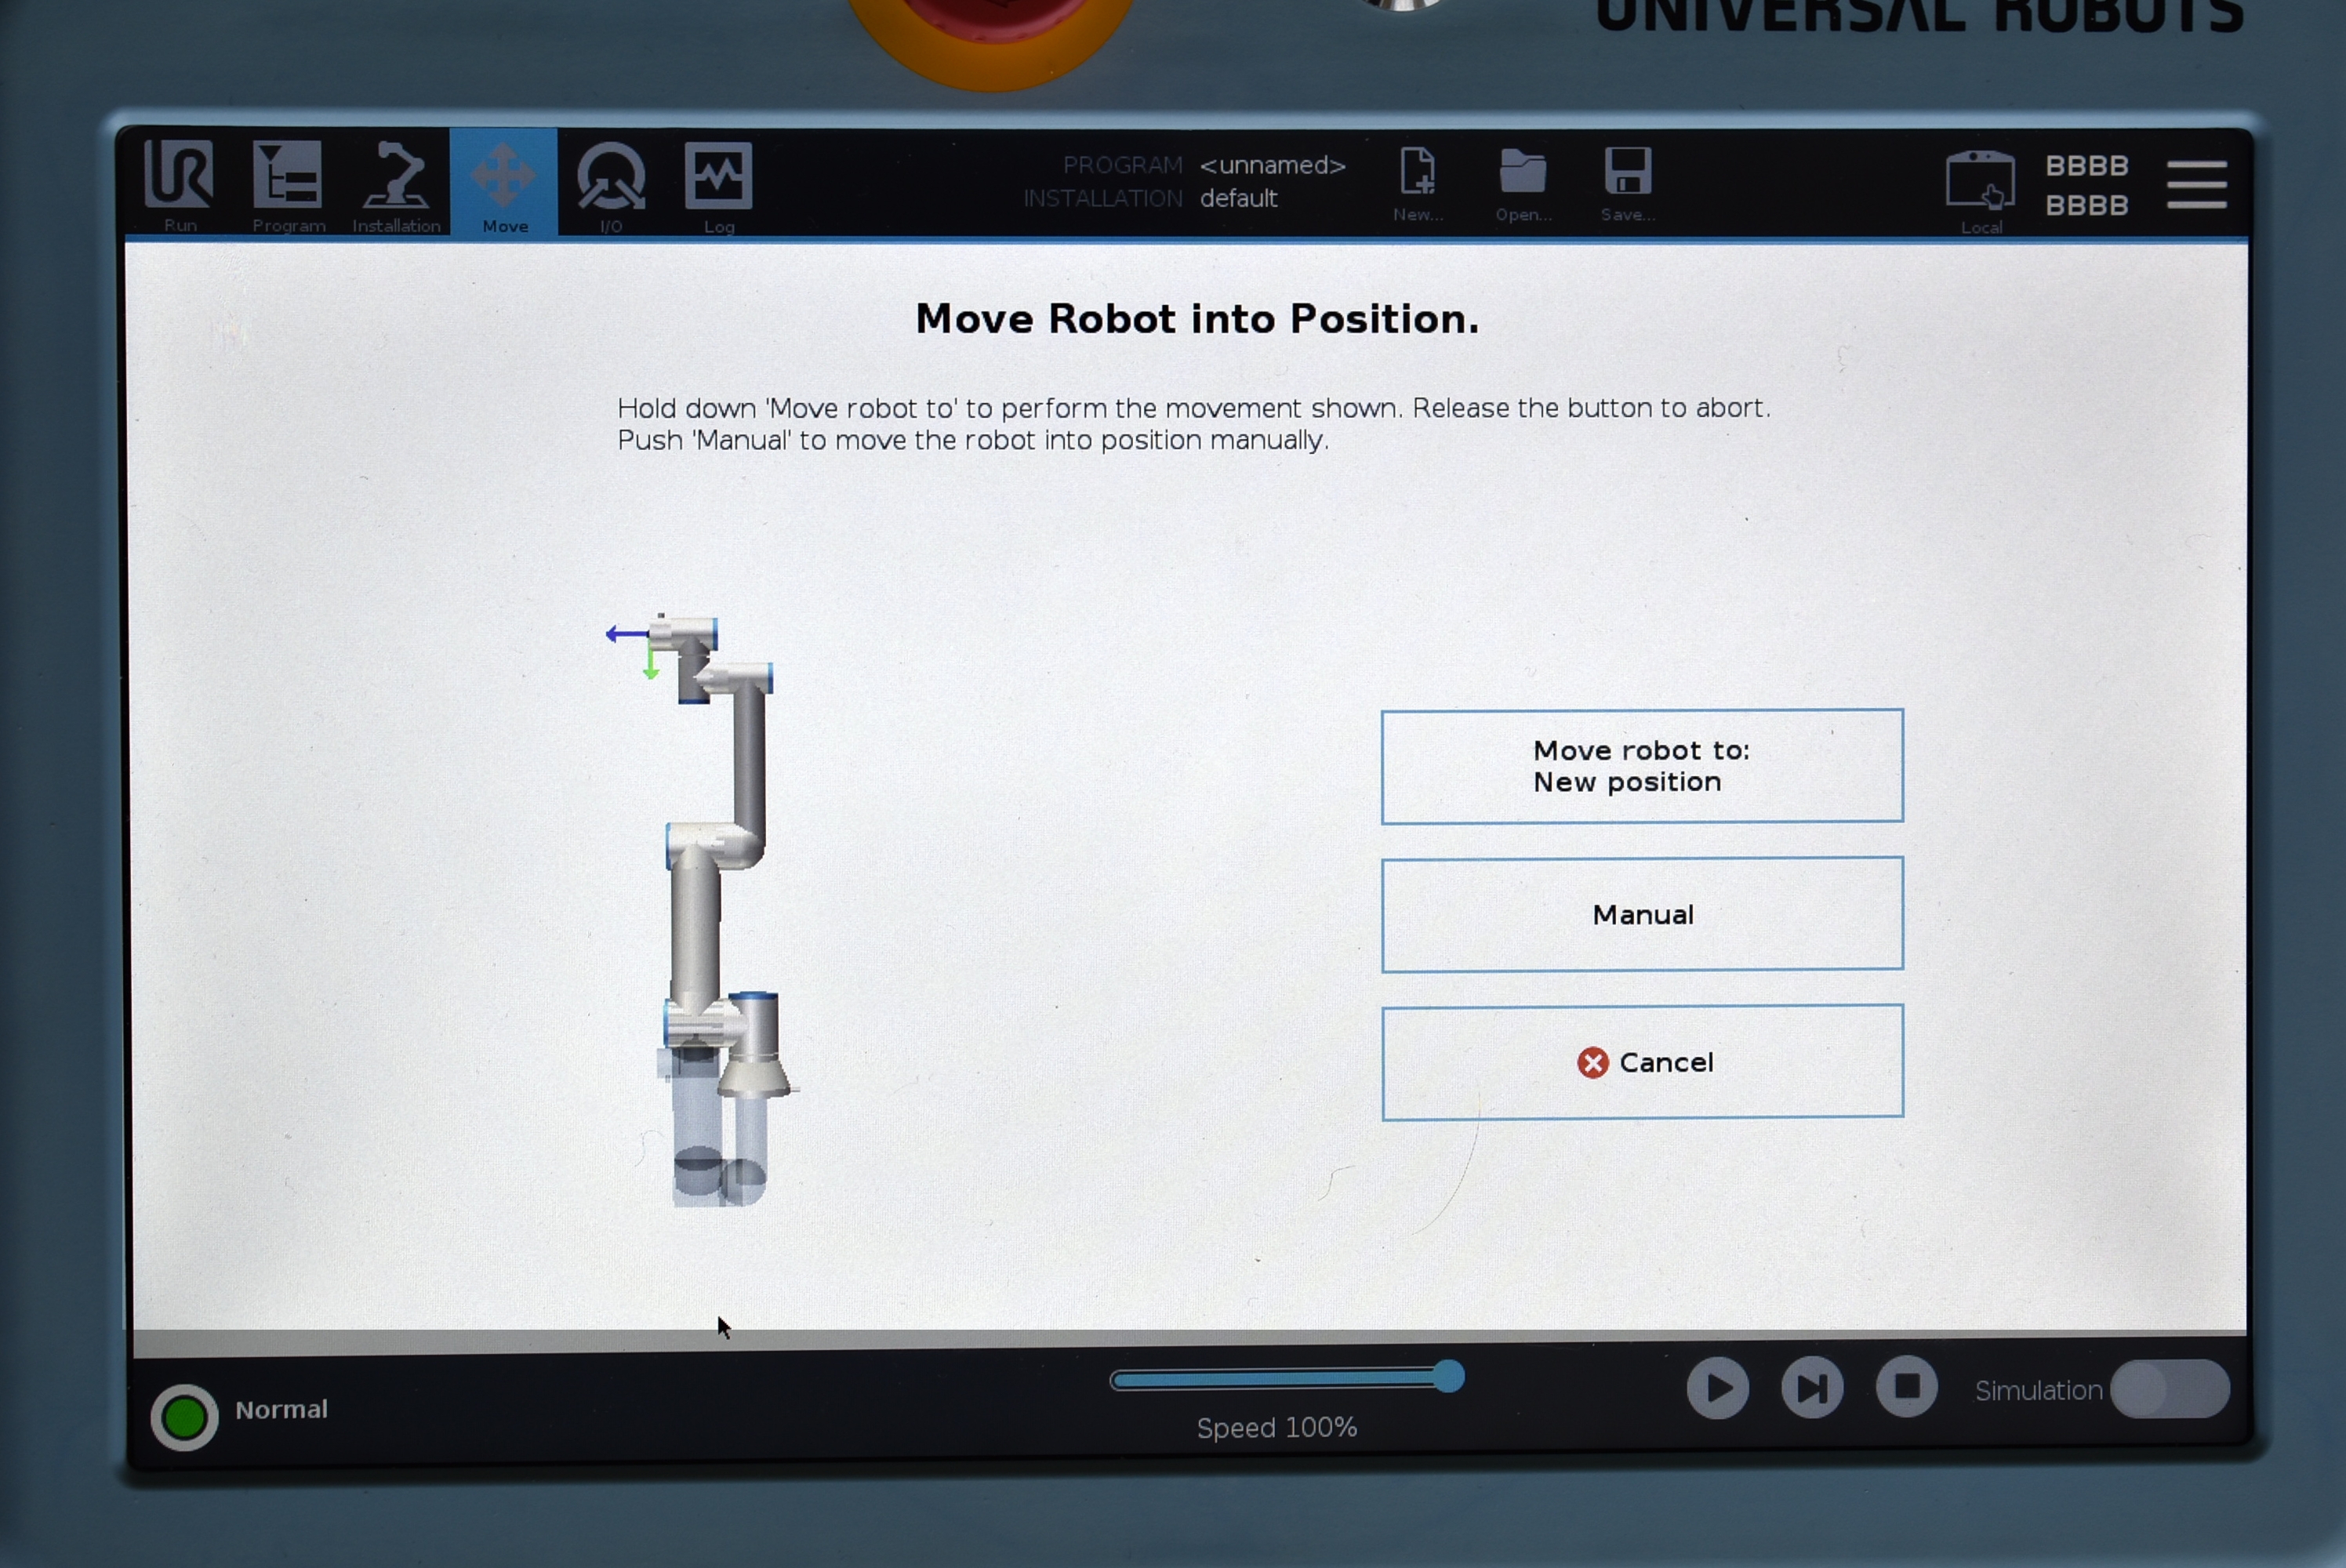 UNIVERSAL ROBOTS
Run
Program
Installation
Move
I/O
Log
PROGRAM <unnamed>
INSTALLATION default
New...
Open...
Save...
Local
BBBB
BBBB
Move Robot into Position.
Hold down 'Move robot to' to perform the movement shown. Release the button to abort.
Push 'Manual' to move the robot into position manually.
Move robot to:
New position
Manual
Cancel
Normal
Speed 100%
Simulation